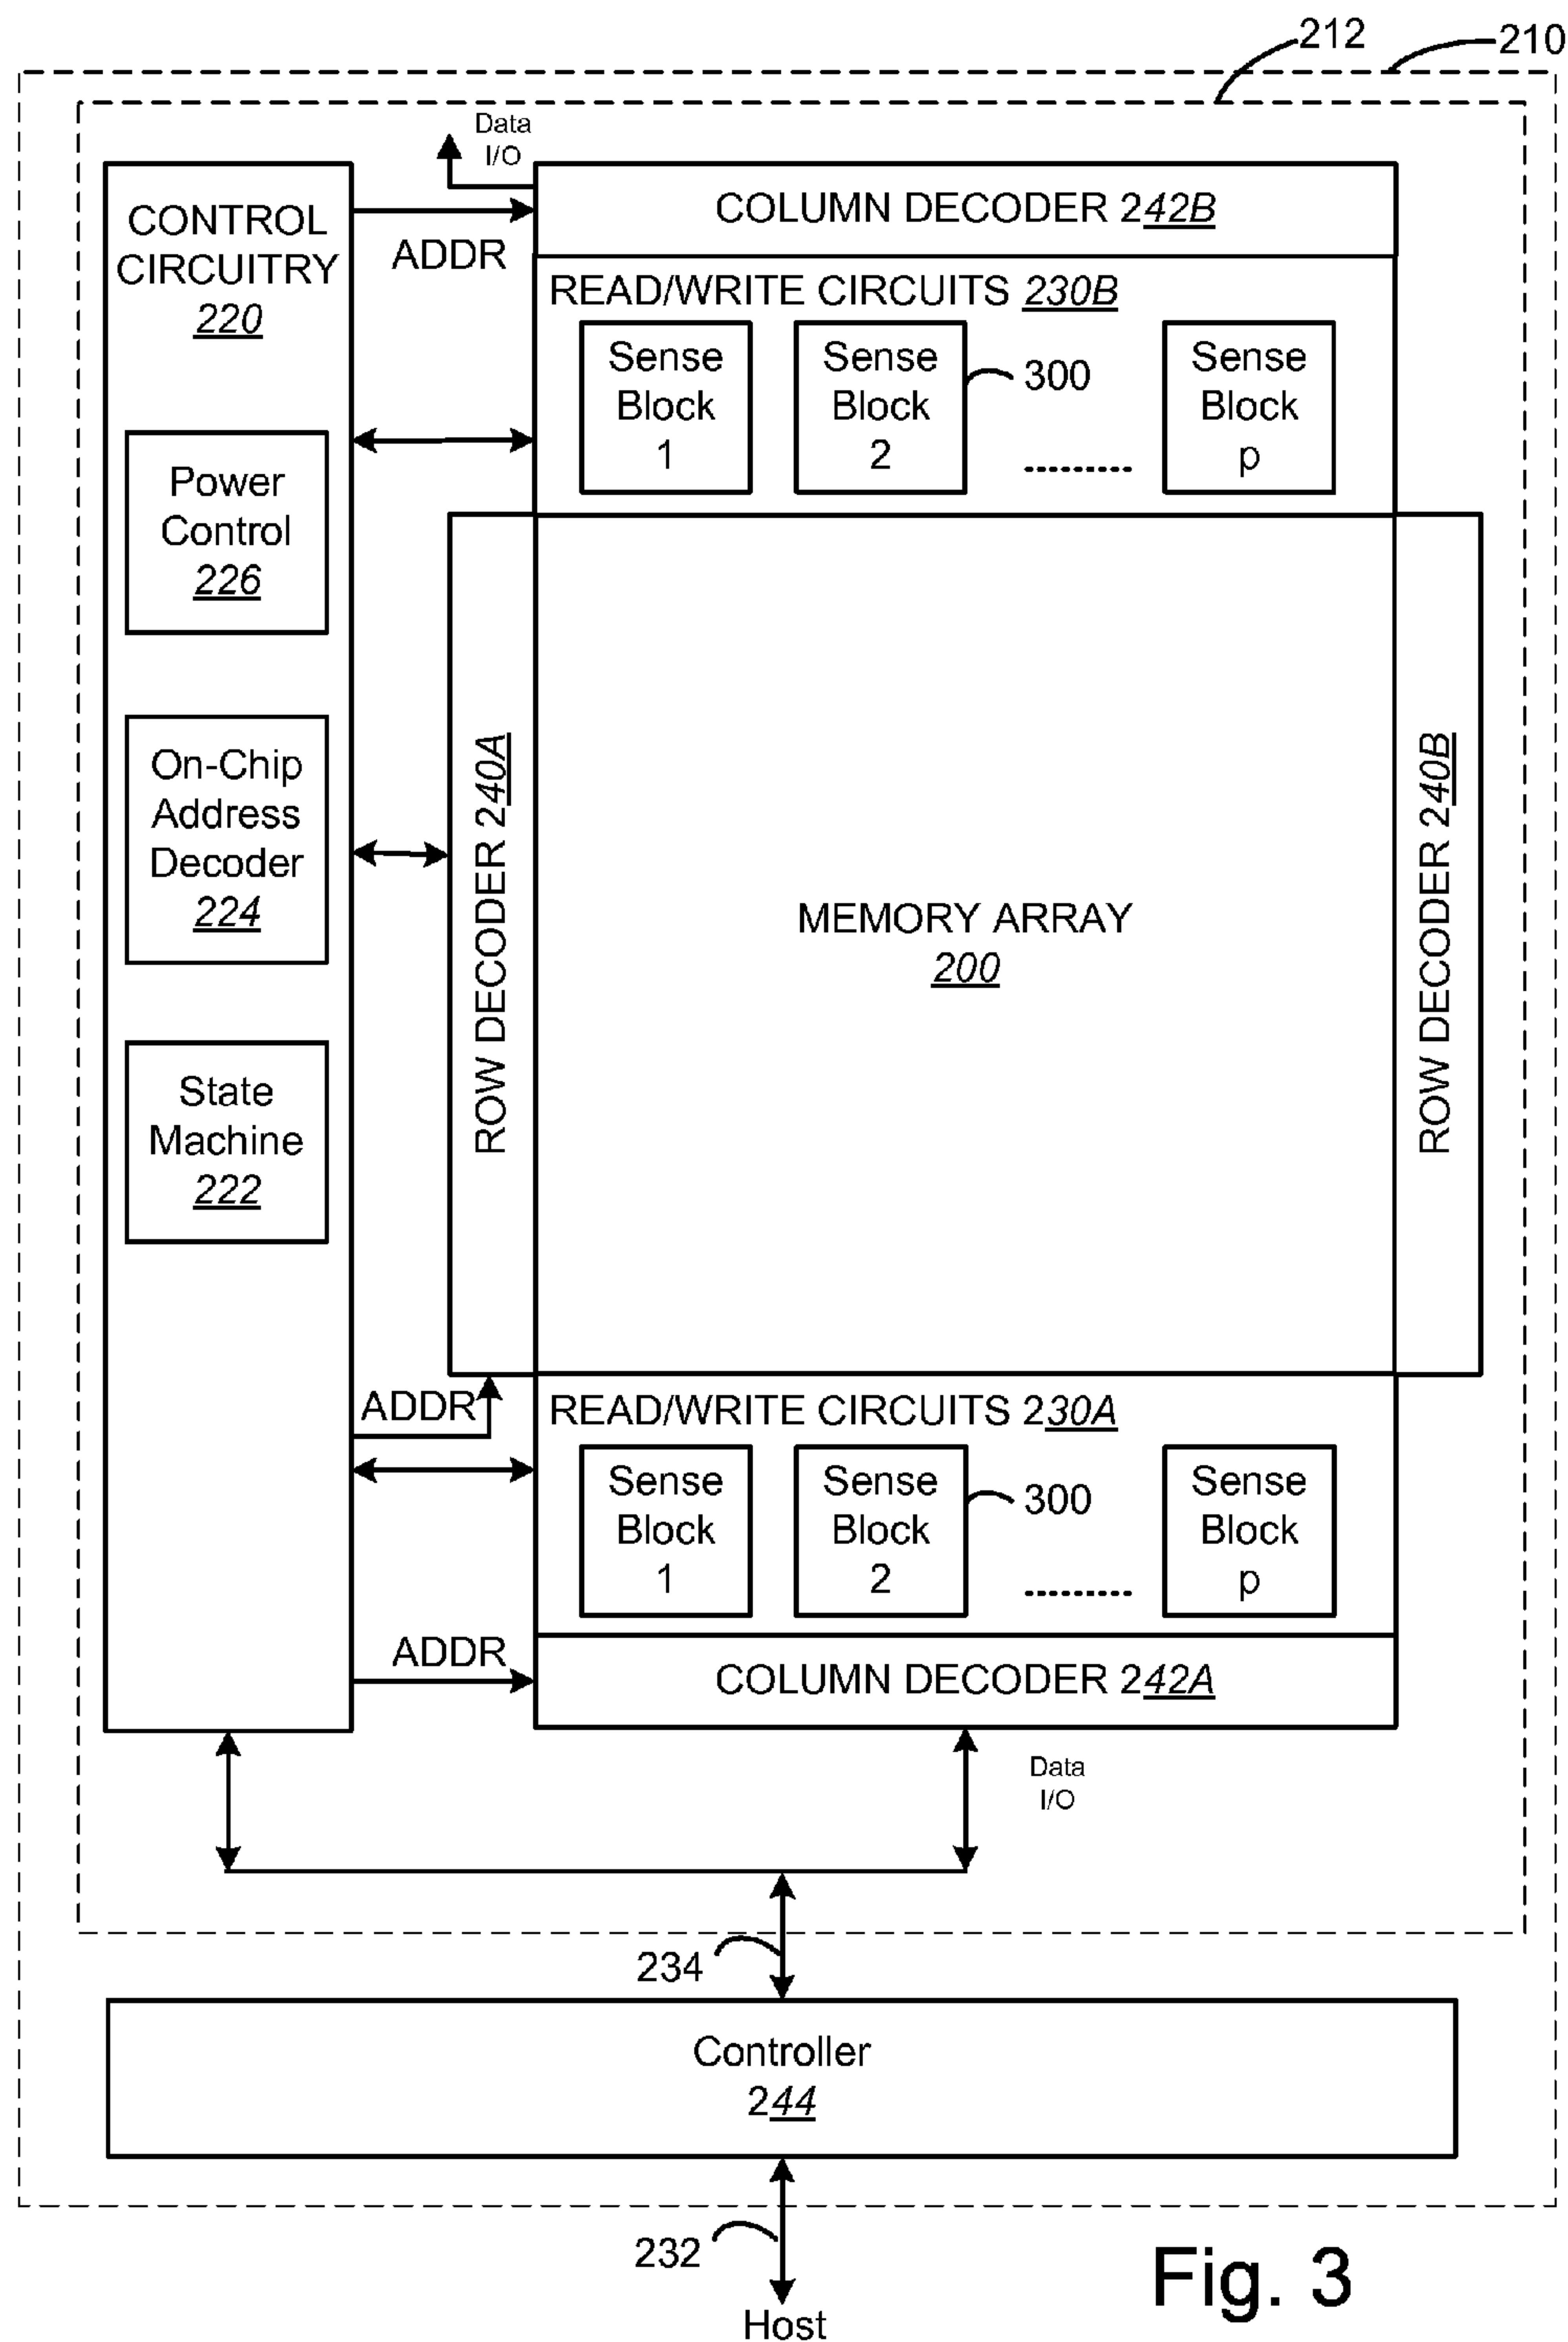 212
210
Data
I/O
CONTROL
CIRCUITRY
220
ADDR
COLUMN DECODER 242B
READ/WRITE CIRCUITS 230B
Sense
Block
1
Sense
Block
2
300
.........
Sense
Block
p
Power
Control
226
On-Chip
Address
Decoder
224
State
Machine
222
ROW DECODER 240A
MEMORY ARRAY
200
ROW DECODER 240B
ADDR
READ/WRITE CIRCUITS 230A
Sense
Block
1
Sense
Block
2
300
.........
Sense
Block
p
ADDR
COLUMN DECODER 242A
Data
I/O
234
Controller
244
232
Host
Fig. 3